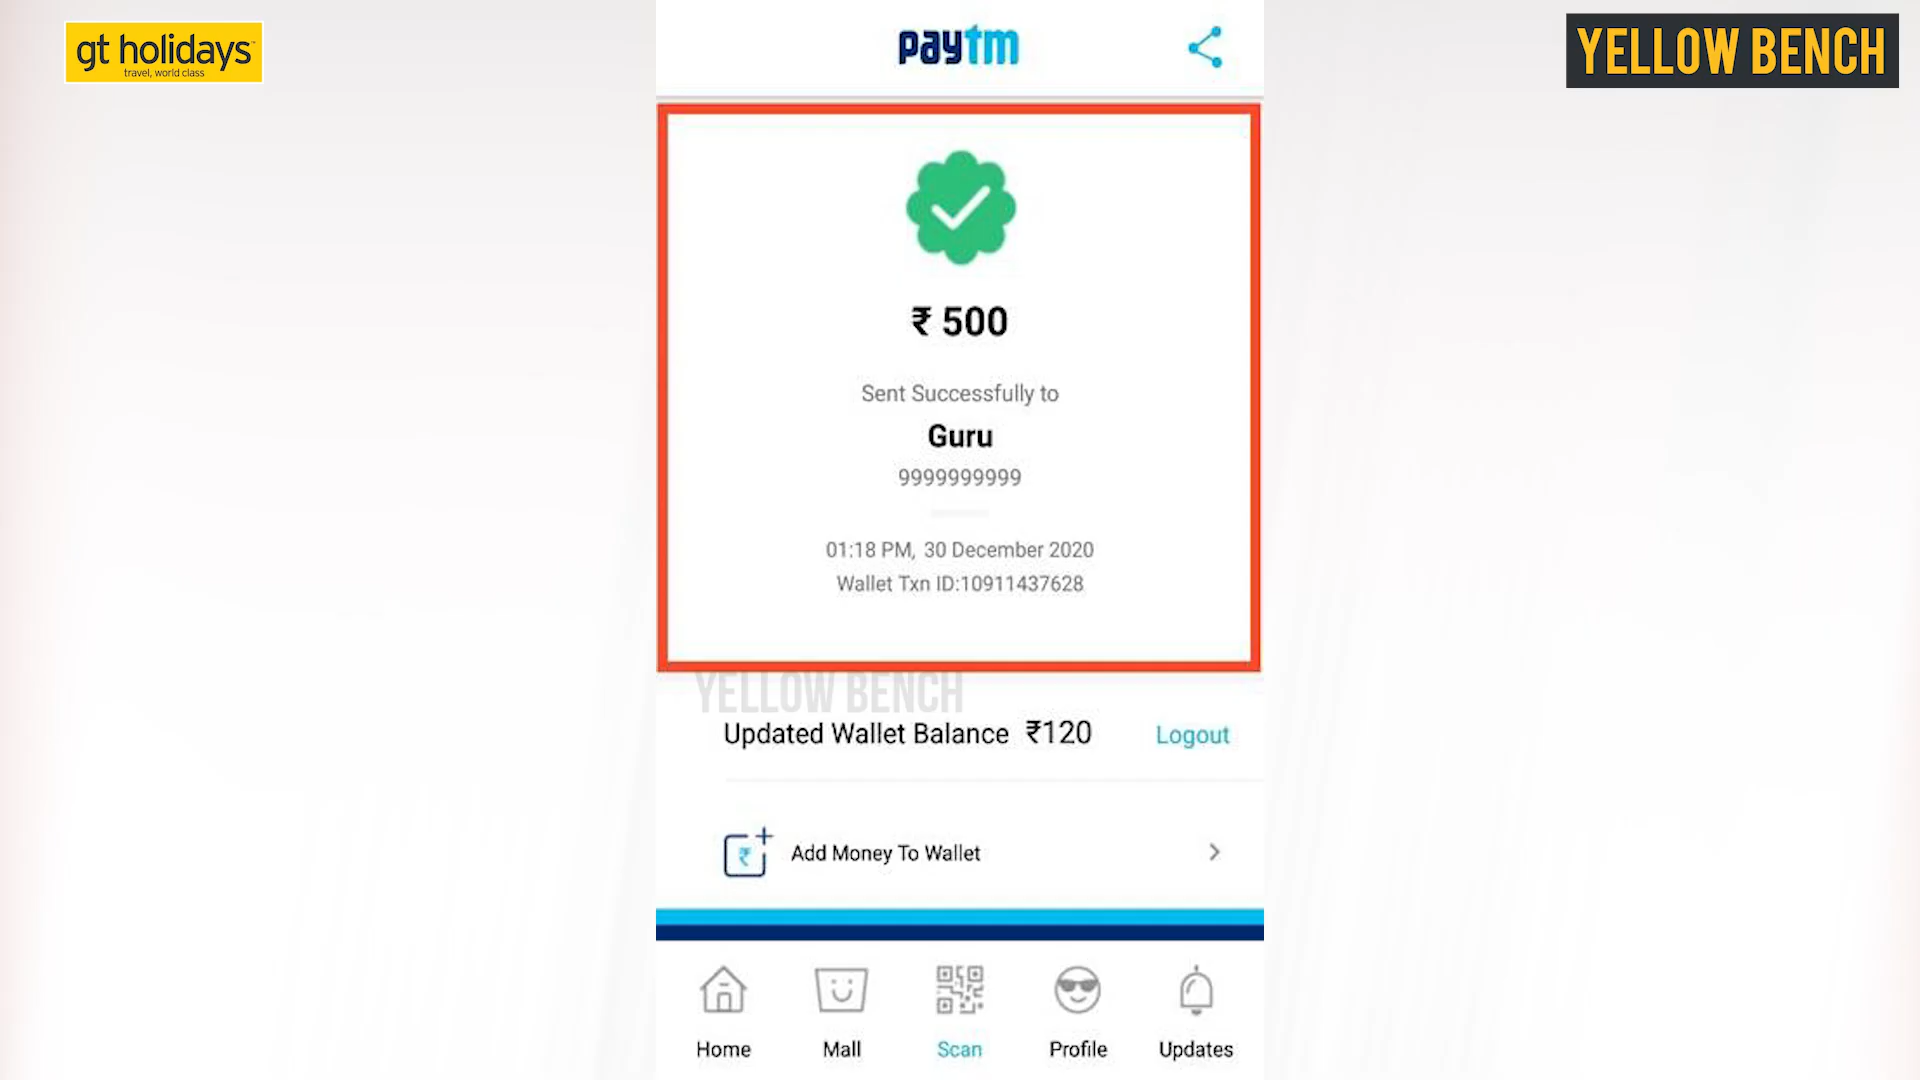 gt holidays
travel, world class
YELLOW BENCH
paytm
₹ 500
Sent Successfully to
Guru
9999999999
01:18 PM, 30 December 2020
Wallet Txn ID:10911437628
YELLOW BENCH
Updated Wallet Balance ₹120
Logout
Add Money To Wallet
Home
Mall
Scan
Profile
Updates